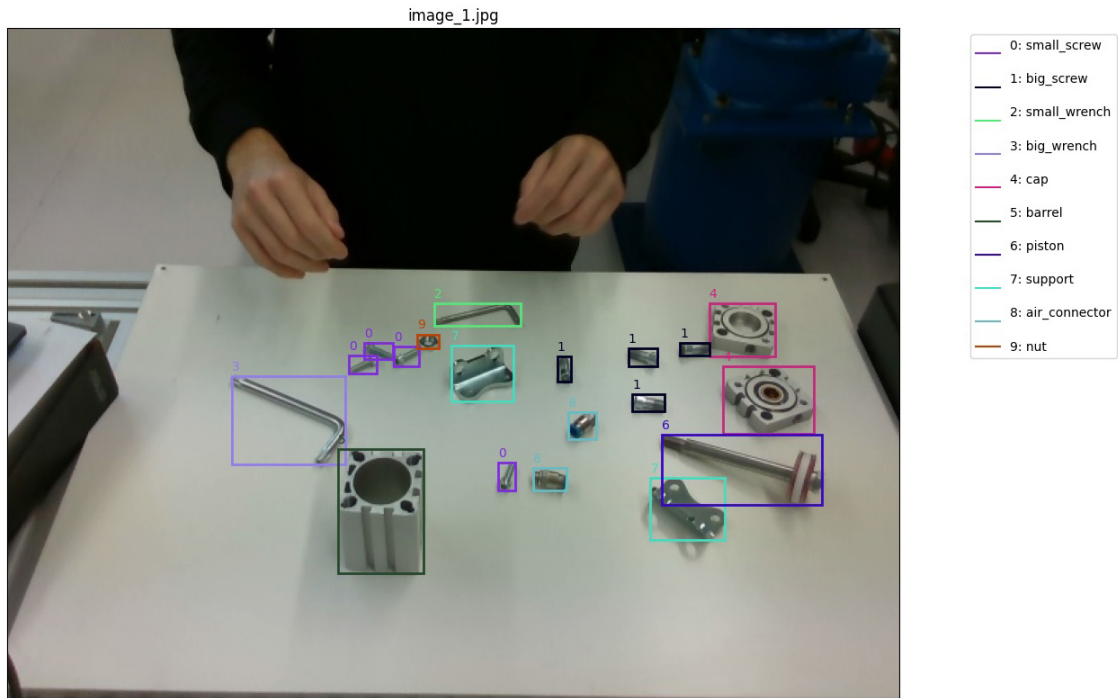 image_1.jpg
0: small_screw
1: big_screw
2: small_wrench
3: big_wrench
4: cap
5: barrel
6: piston
7: support
8: air_connector
9: nut
2
4
9
0
0
0
7
1
1
1
3
4
1
8
6
0
8
7